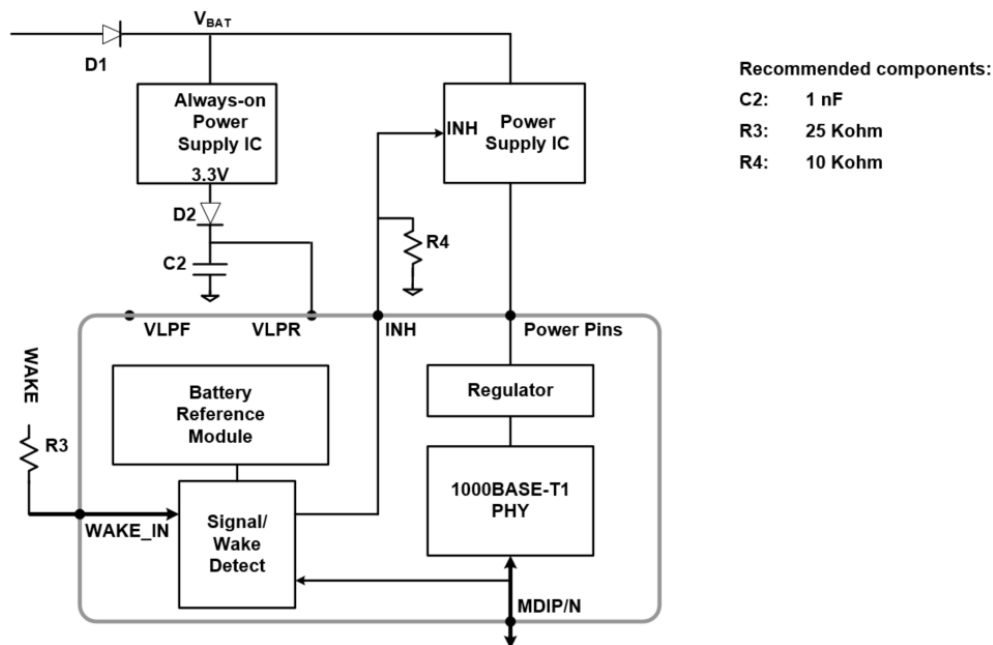 V_BAT
D1
Always-on
Power
Supply IC
3.3V
INH
Power
Supply IC
Recommended components:
C2: 1 nF
R3: 25 Kohm
R4: 10 Kohm
D2
C2
R4
VLPF
VLPR
INH
Power Pins
WAKE
R3
Battery
Reference
Module
Regulator
WAKE_IN
Signal/
Wake
Detect
1000BASE-T1
PHY
MDIP/N